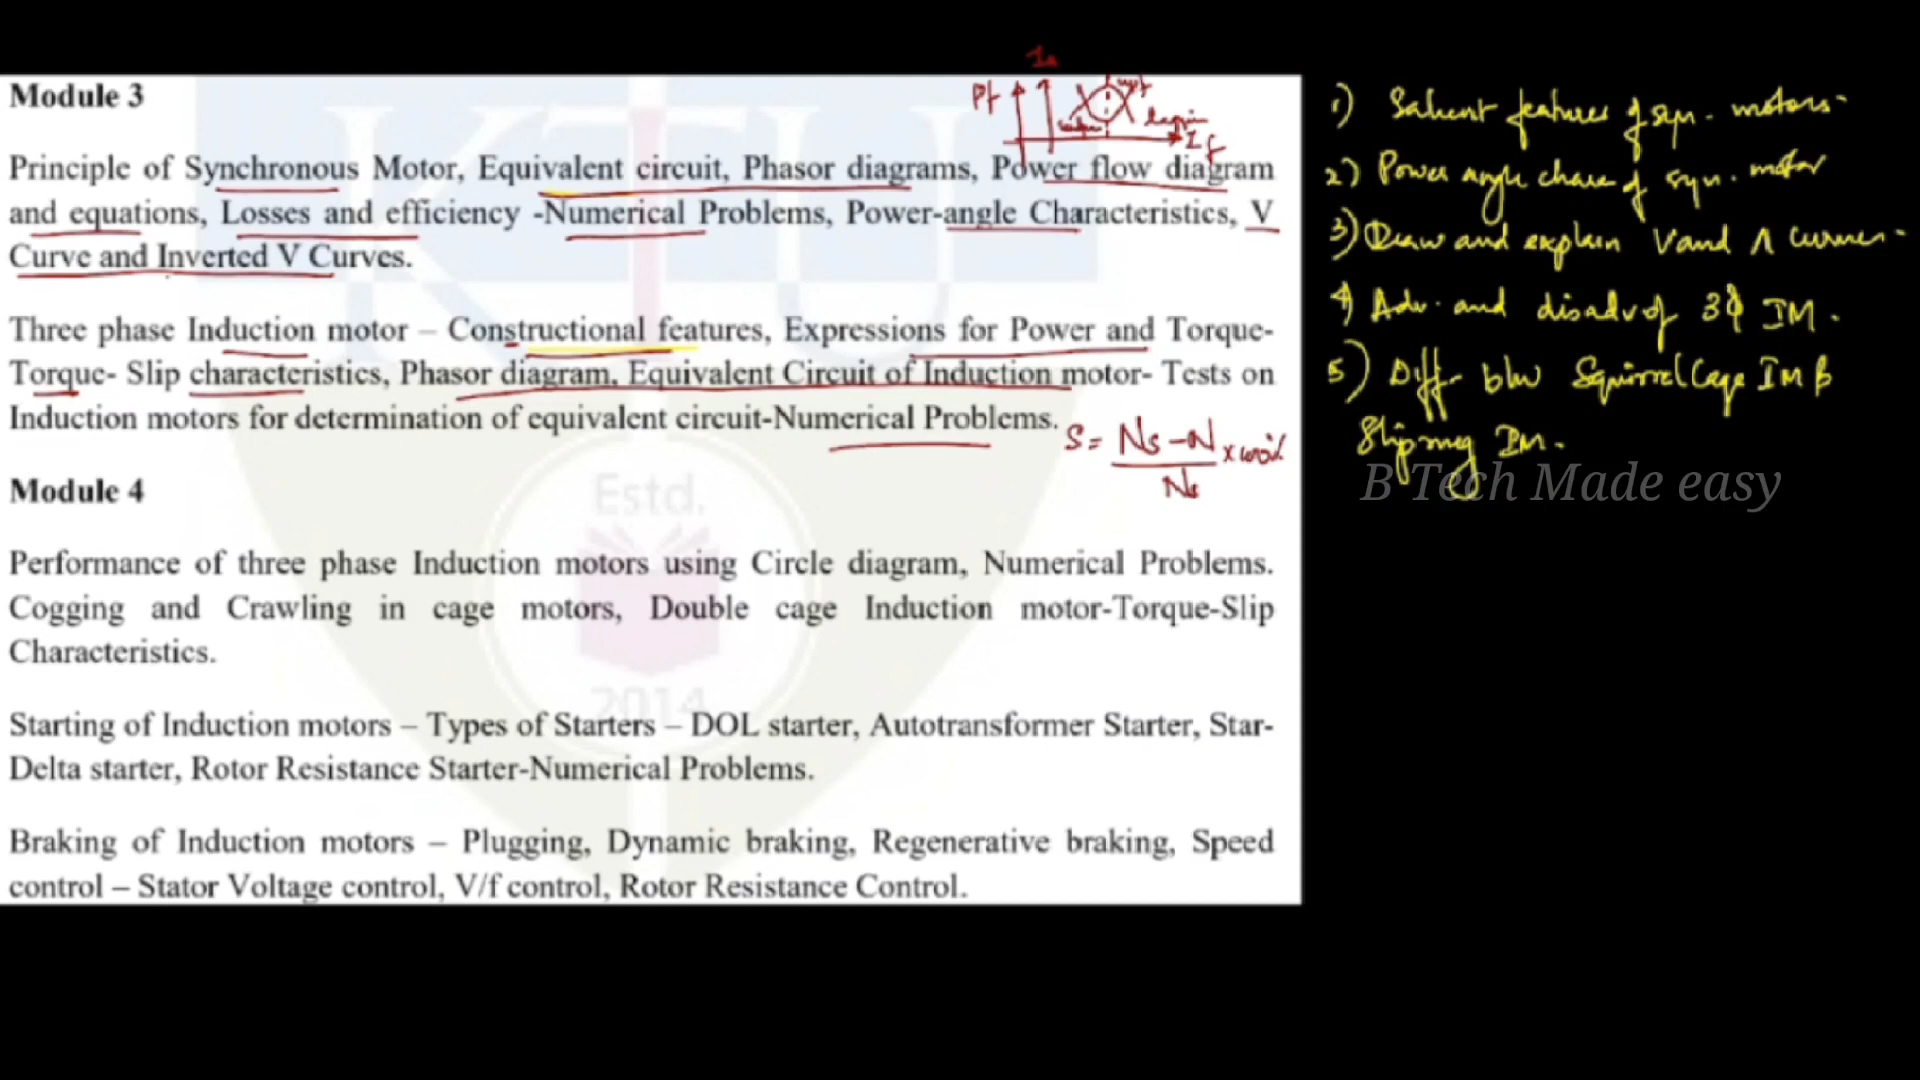 Module 3
Ia
Pf
upf
If
Principle of Synchronous Motor, Equivalent circuit, Phasor diagrams, Power flow diagram
and equations, Losses and efficiency -Numerical Problems, Power-angle Characteristics, V
Curve and Inverted V Curves.
Three phase Induction motor – Constructional features, Expressions for Power and Torque-
Torque- Slip characteristics, Phasor diagram, Equivalent Circuit of Induction motor- Tests on
Induction motors for determination of equivalent circuit-Numerical Problems.
S = Ns - N x 100%
Ns
Module 4
Estd.
2014
Performance of three phase Induction motors using Circle diagram, Numerical Problems.
Cogging and Crawling in cage motors, Double cage Induction motor-Torque-Slip
Characteristics.
Starting of Induction motors – Types of Starters – DOL starter, Autotransformer Starter, Star-
Delta starter, Rotor Resistance Starter-Numerical Problems.
Braking of Induction motors – Plugging, Dynamic braking, Regenerative braking, Speed
control – Stator Voltage control, V/f control, Rotor Resistance Control.
1) Salient features of syn. motors.
2) Power angle charc of syn. motor
3) Draw and explain V and Λ curves.
4) Adv. and disadv of 3ϕ IM.
5) Diff. b/w Squirrel Cage IM &
Slip ring IM.
B Tech Made easy
KTU